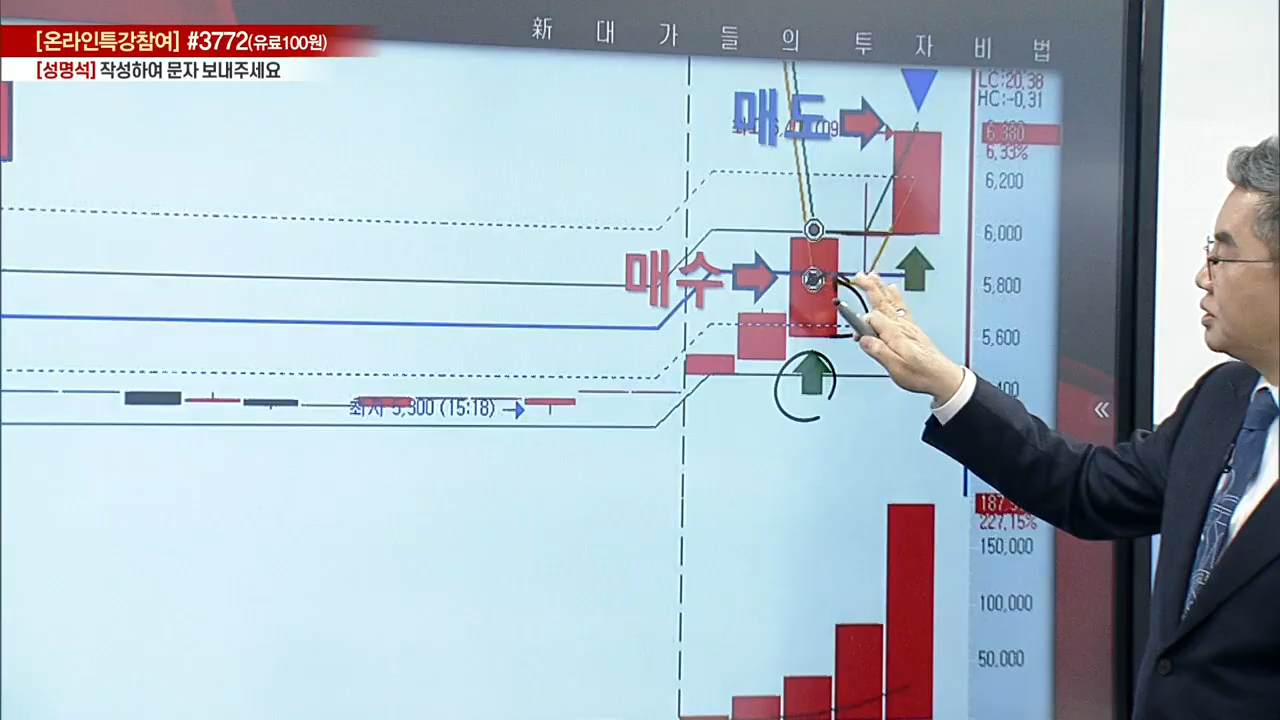 [온라인특강참여] #3772(유료100원)
[성명석] 작성하여 문자 보내주세요
新 대 가 들 의 투 자 비 법
LC:20,38
HC:-0,31
매도
6,380
6,33%
6,200
6,000
매수
5,800
5,600
400
최저 5,300 (15:18)
«
187,
227,15%
150,000
100,000
50,000